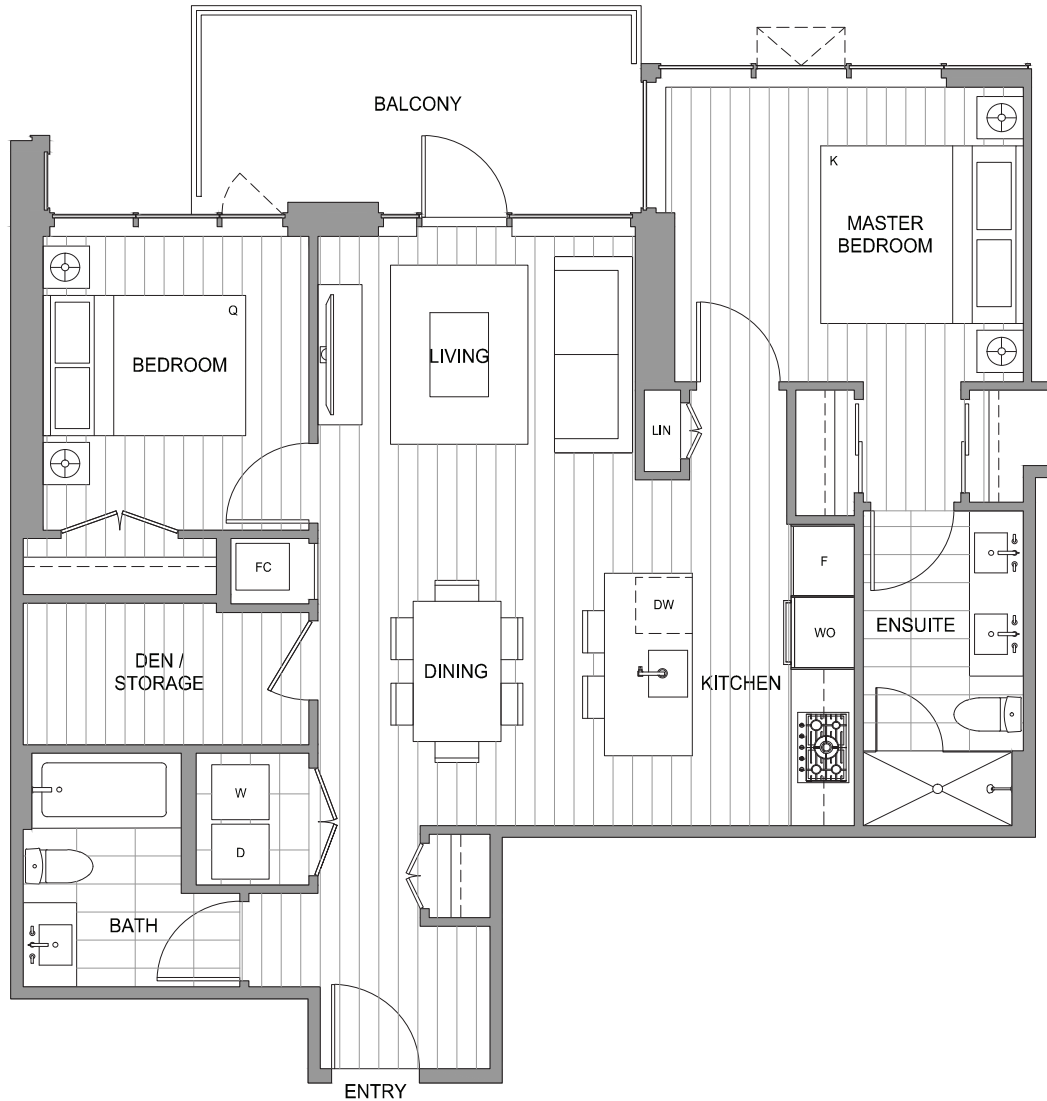 BALCONY
K
MASTER
BEDROOM
Q
BEDROOM
LIVING
LIN
FC
F
DW
WO
ENSUITE
DEN /
STORAGE
DINING
KITCHEN
W
D
BATH
ENTRY